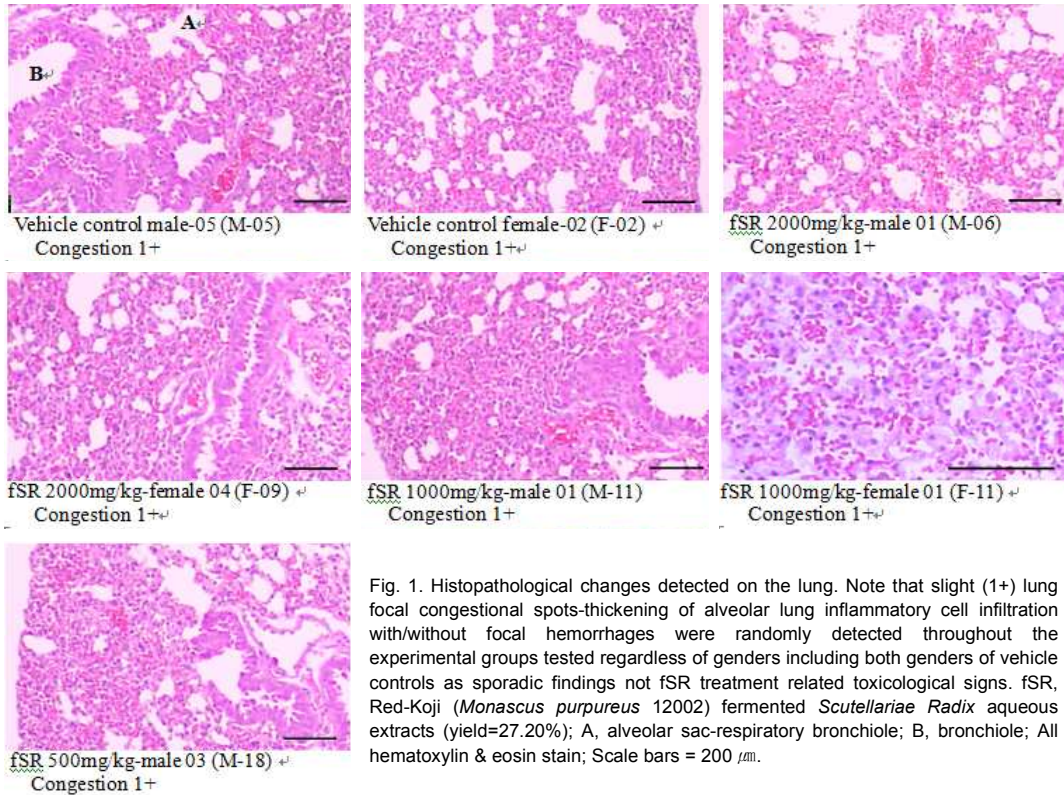 A↵
B↵
Vehicle control male-05 (M-05)
Congestion 1+
Vehicle control female-02 (F-02) ↵
Congestion 1+↵
fSR 2000mg/kg-male 01 (M-06)
Congestion 1+
fSR 2000mg/kg-female 04 (F-09) ↵
Congestion 1+↵
fSR 1000mg/kg-male 01 (M-11)
Congestion 1+
fSR 1000mg/kg-female 01 (F-11) ↵
Congestion 1+↵
fSR 500mg/kg-male 03 (M-18) ↵
Congestion 1+
Fig. 1. Histopathological changes detected on the lung. Note that slight (1+) lung
focal congestional spots-thickening of alveolar lung inflammatory cell infiltration
with/without focal hemorrhages were randomly detected throughout the
experimental groups tested regardless of genders including both genders of vehicle
controls as sporadic findings not fSR treatment related toxicological signs. fSR,
Red-Koji (Monascus purpureus 12002) fermented Scutellariae Radix aqueous
extracts (yield=27.20%); A, alveolar sac-respiratory bronchiole; B, bronchiole; All
hematoxylin & eosin stain; Scale bars = 200 ㎛.